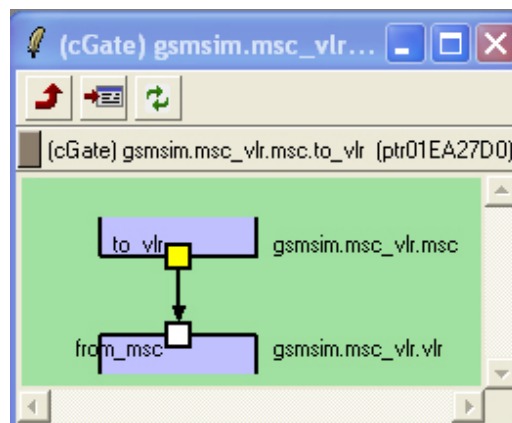 (cGate) gsmsim.msc_vlr...
(cGate) gsmsim.msc_vlr.msc.to_vlr (ptr01EA27D0)
to_vlr
gsmsim.msc_vlr.msc
from_msc
gsmsim.msc_vlr.vlr